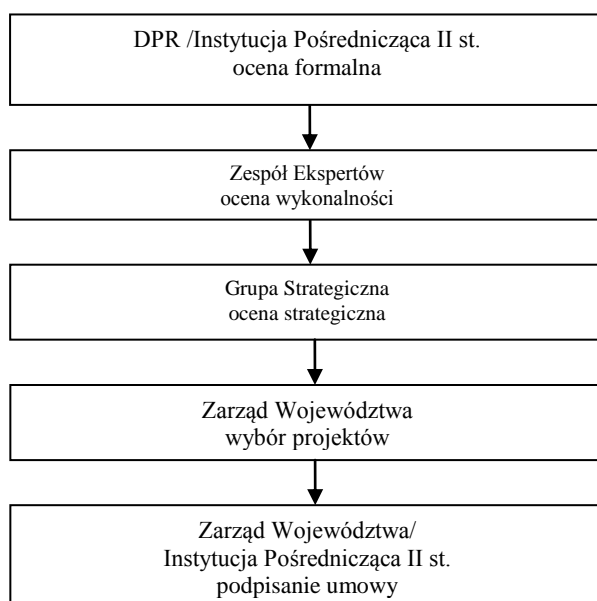 DPR /Instytucja Pośrednicząca II st.
ocena formalna
Zespół Ekspertów
ocena wykonalności
Grupa Strategiczna
ocena strategiczna
Zarząd Województwa
wybór projektów
Zarząd Województwa/
Instytucja Pośrednicząca II st.
podpisanie umowy